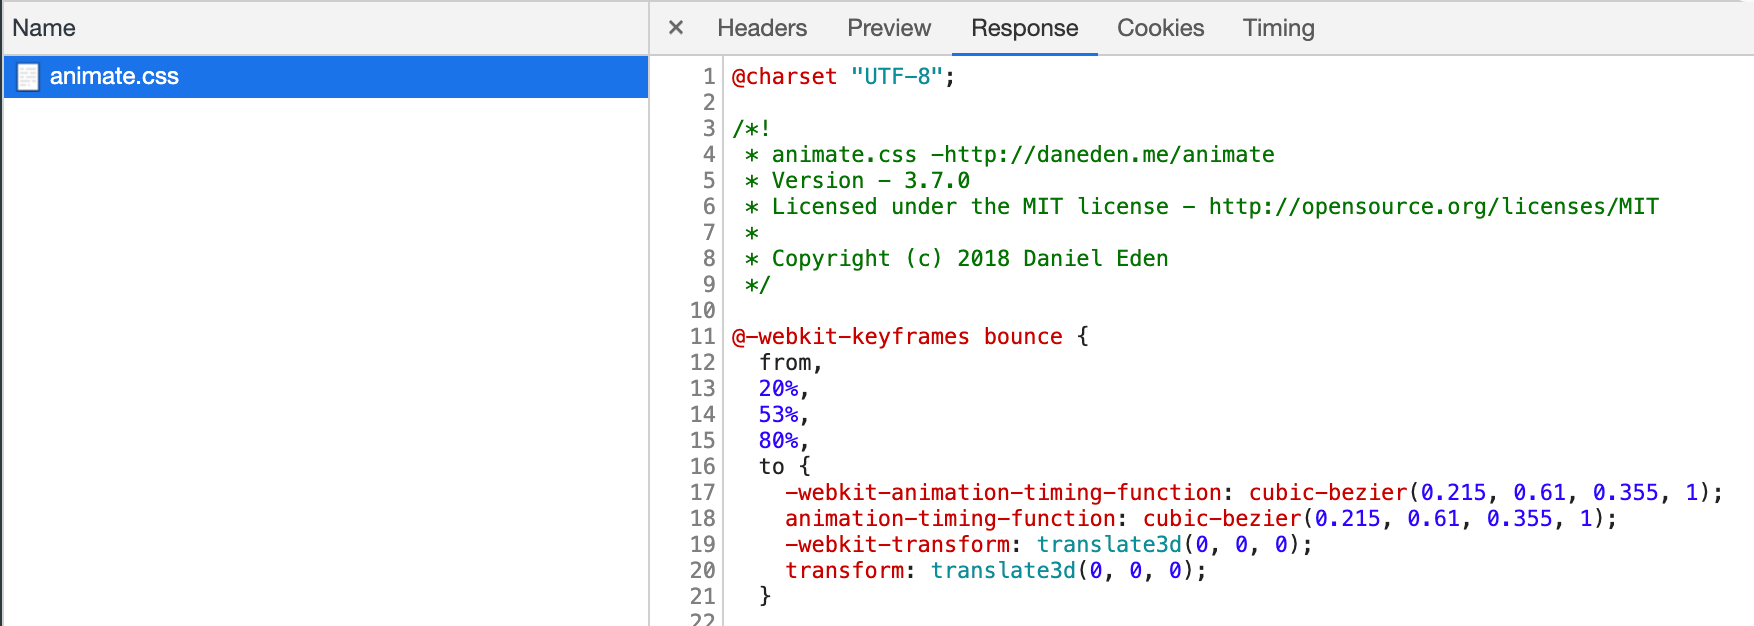 Name
× Headers Preview Response Cookies Timing
animate.css
1 @charset "UTF-8";
2
3 /*!
4  * animate.css -http://daneden.me/animate
5  * Version - 3.7.0
6  * Licensed under the MIT license - http://opensource.org/licenses/MIT
7  *
8  * Copyright (c) 2018 Daniel Eden
9  */
10
11 @-webkit-keyframes bounce {
12   from,
13   20%,
14   53%,
15   80%,
16   to {
17     -webkit-animation-timing-function: cubic-bezier(0.215, 0.61, 0.355, 1);
18     animation-timing-function: cubic-bezier(0.215, 0.61, 0.355, 1);
19     -webkit-transform: translate3d(0, 0, 0);
20     transform: translate3d(0, 0, 0);
21   }
22